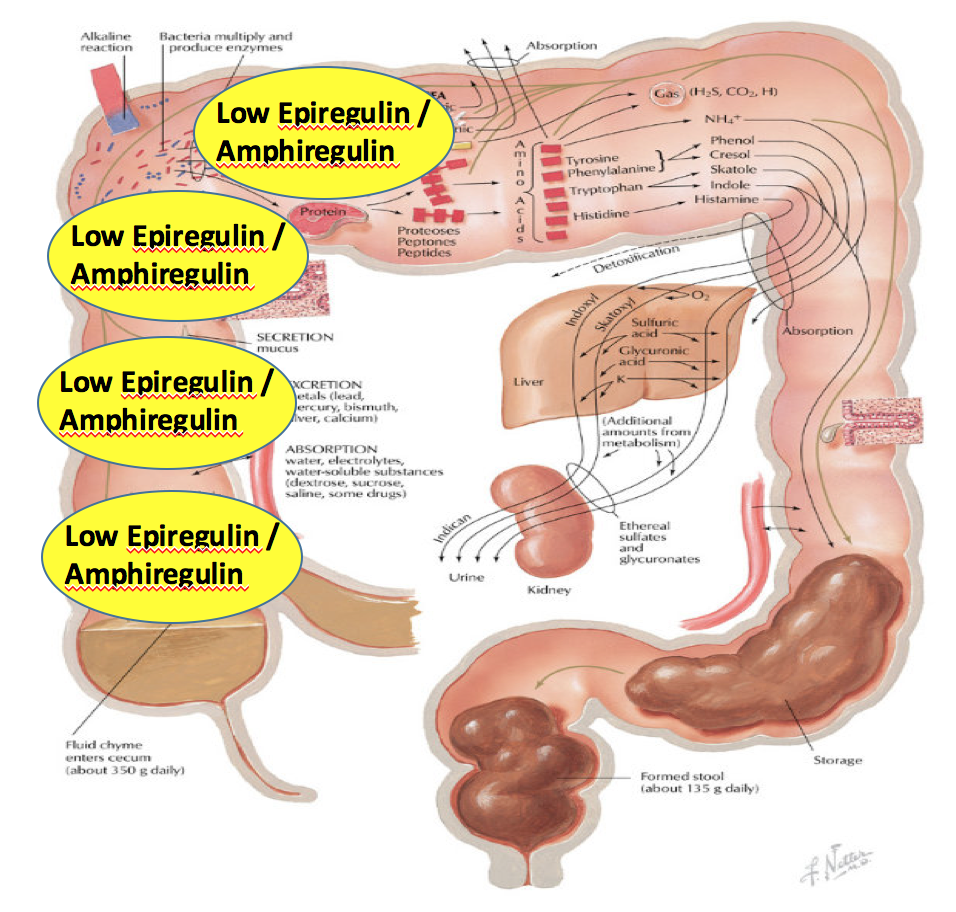 Alkaline
reaction
Bacteria multiply and
produce enzymes
Absorption
Low Epiregulin /
Amphiregulin
Gas (H₂S, CO₂, H)
NH₄⁺
Amino Acids
Tyrosine
Phenylalanine
Tryptophan
Histidine
Phenol
Cresol
Skatole
Indole
Histamine
Protein
Proteoses
Peptones
Peptides
Low Epiregulin /
Amphiregulin
Detoxification
Absorption
SECRETION
mucus
Indoxyl
Skatoxyl
O₂
Sulfuric
acid
Glycuronic
acid
K
Liver
Low Epiregulin /
Amphiregulin
(Additional
amounts from
metabolism)
ABSORPTION
water, electrolytes,
water-soluble substances
(dextrose, sucrose,
saline, some drugs)
Low Epiregulin /
Amphiregulin
Indican
Urine
Kidney
Ethereal
sulfates
and
glycuronates
Fluid chyme
enters cecum
(about 350 g daily)
Storage
Formed stool
(about 135 g daily)
F. Netter
M.D.